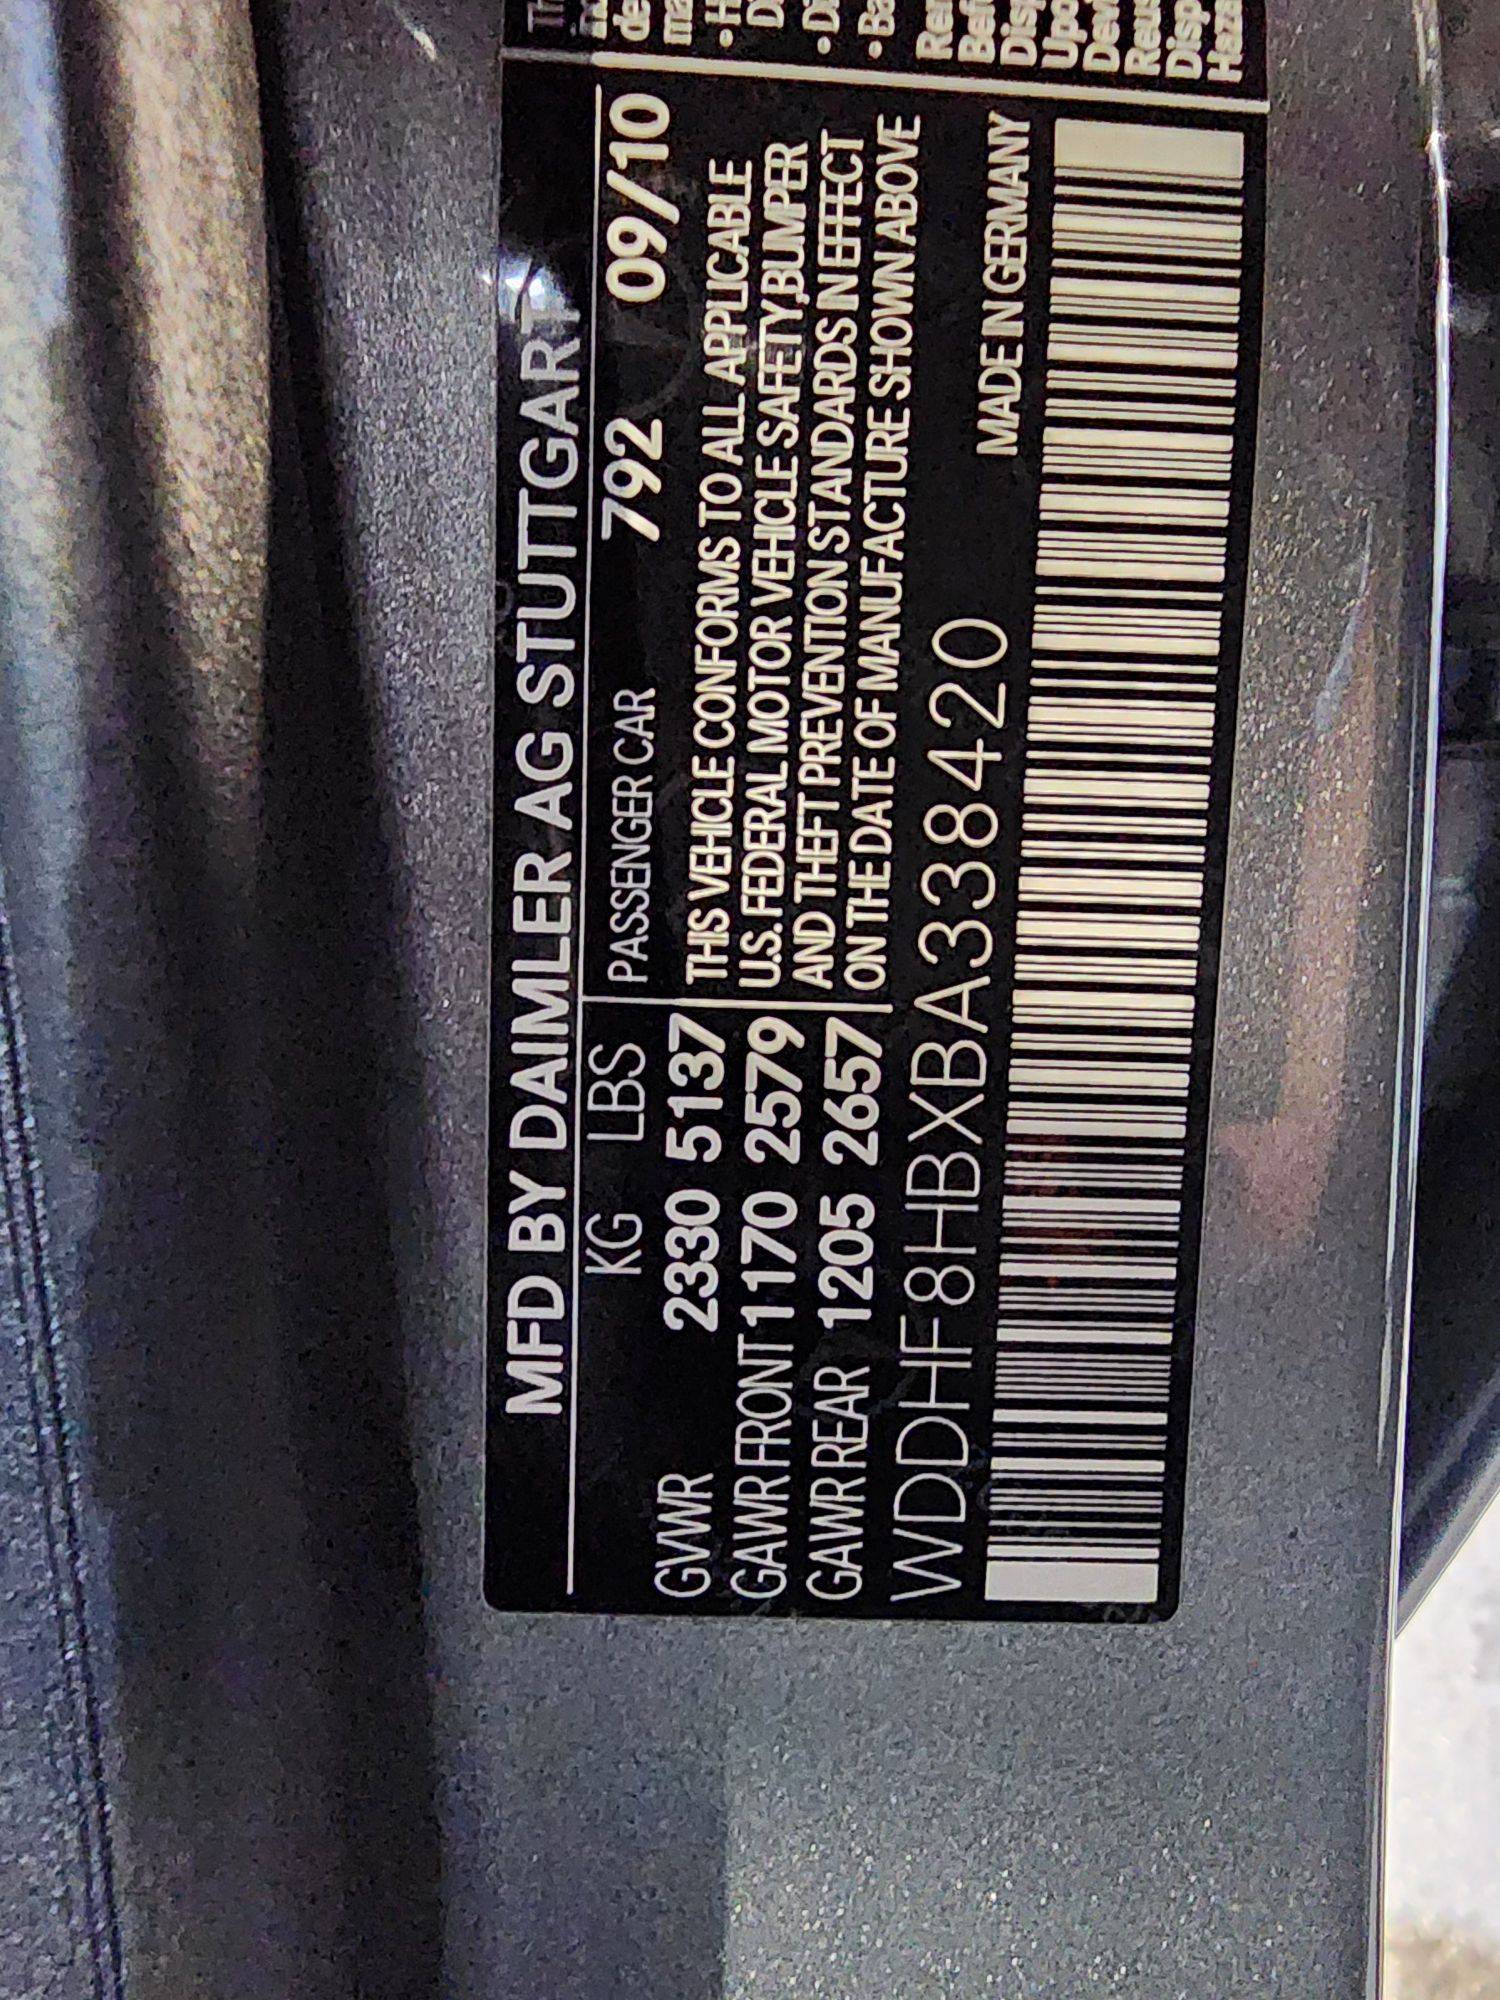 MFD BY DAIMLER AG STUTTGART
KG LBS PASSENGER CAR 792 09/10
GVWR 2330 5137
GAWR FRONT 1170 2579
GAWR REAR 1205 2657
THIS VEHICLE CONFORMS TO ALL APPLICABLE
U.S. FEDERAL MOTOR VEHICLE SAFETY,BUMPER
AND THEFT PREVENTION STANDARDS IN EFFECT
ON THE DATE OF MANUFACTURE SHOWN ABOVE
WDDHF8HBXBA338420
MADE IN GERMANY